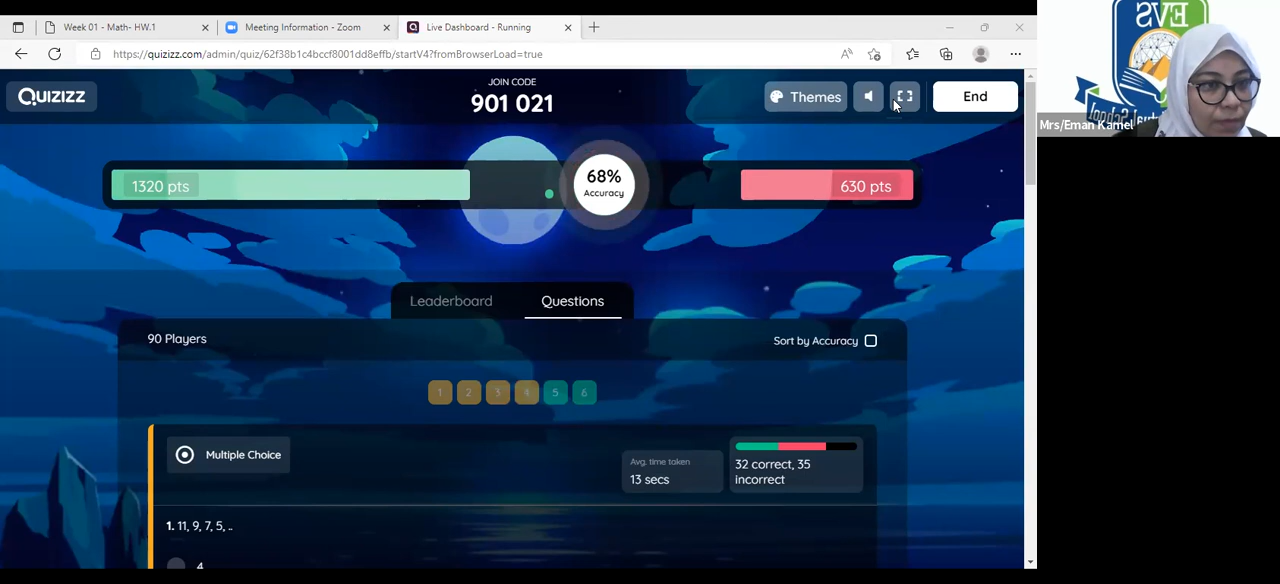 Week 01 - Math- HW.1
Meeting Information - Zoom
Live Dashboard - Running
https://quizizz.com/admin/quiz/62f38b1c4bccf8001dd8effb/startV4?fromBrowserLoad=true
Quizizz
JOIN CODE
901 021
Themes
End
EVS
Mrs/Eman Kamel
1320 pts
68%
Accuracy
630 pts
Leaderboard
Questions
90 Players
Sort by Accuracy
1 2 3 4 5 6
Multiple Choice
Avg. time taken
13 secs
32 correct, 35
incorrect
1. 11, 9, 7, 5, ..
4